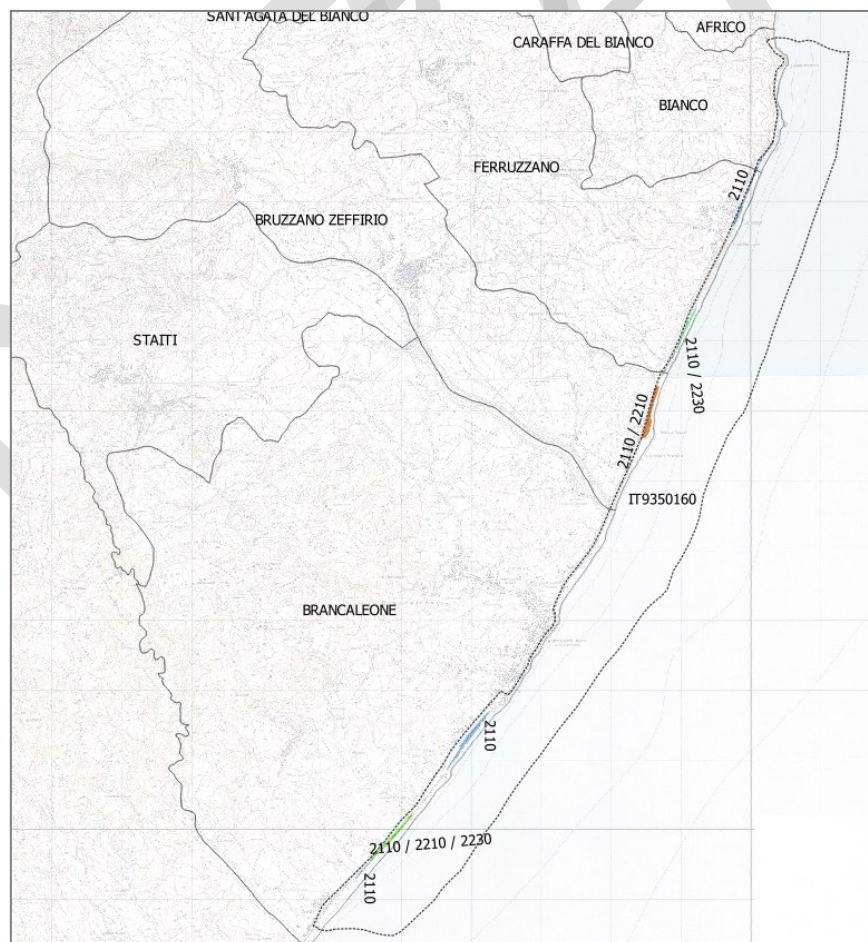 SANT'AGATA DEL BIANCO
AFRICO
CARAFFA DEL BIANCO
BIANCO
FERRUZZANO
2110
BRUZZANO ZEFFIRIO
STAITI
2110 / 2230
2110 / 2210
IT9350160
BRANCALEONE
2110
2110 / 2210 / 2230
2110